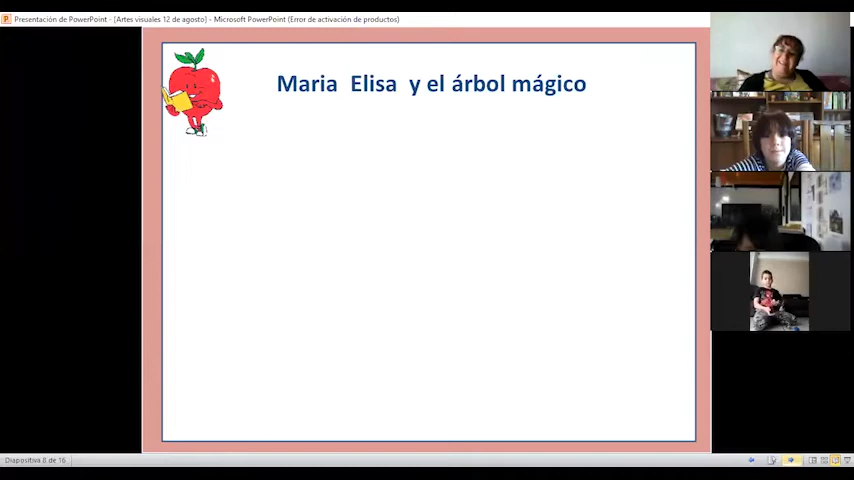 Presentación de PowerPoint - [Artes visuales 12 de agosto] - Microsoft PowerPoint (Error de activación de productos)
Maria Elisa y el árbol mágico
Diapositiva 8 de 16